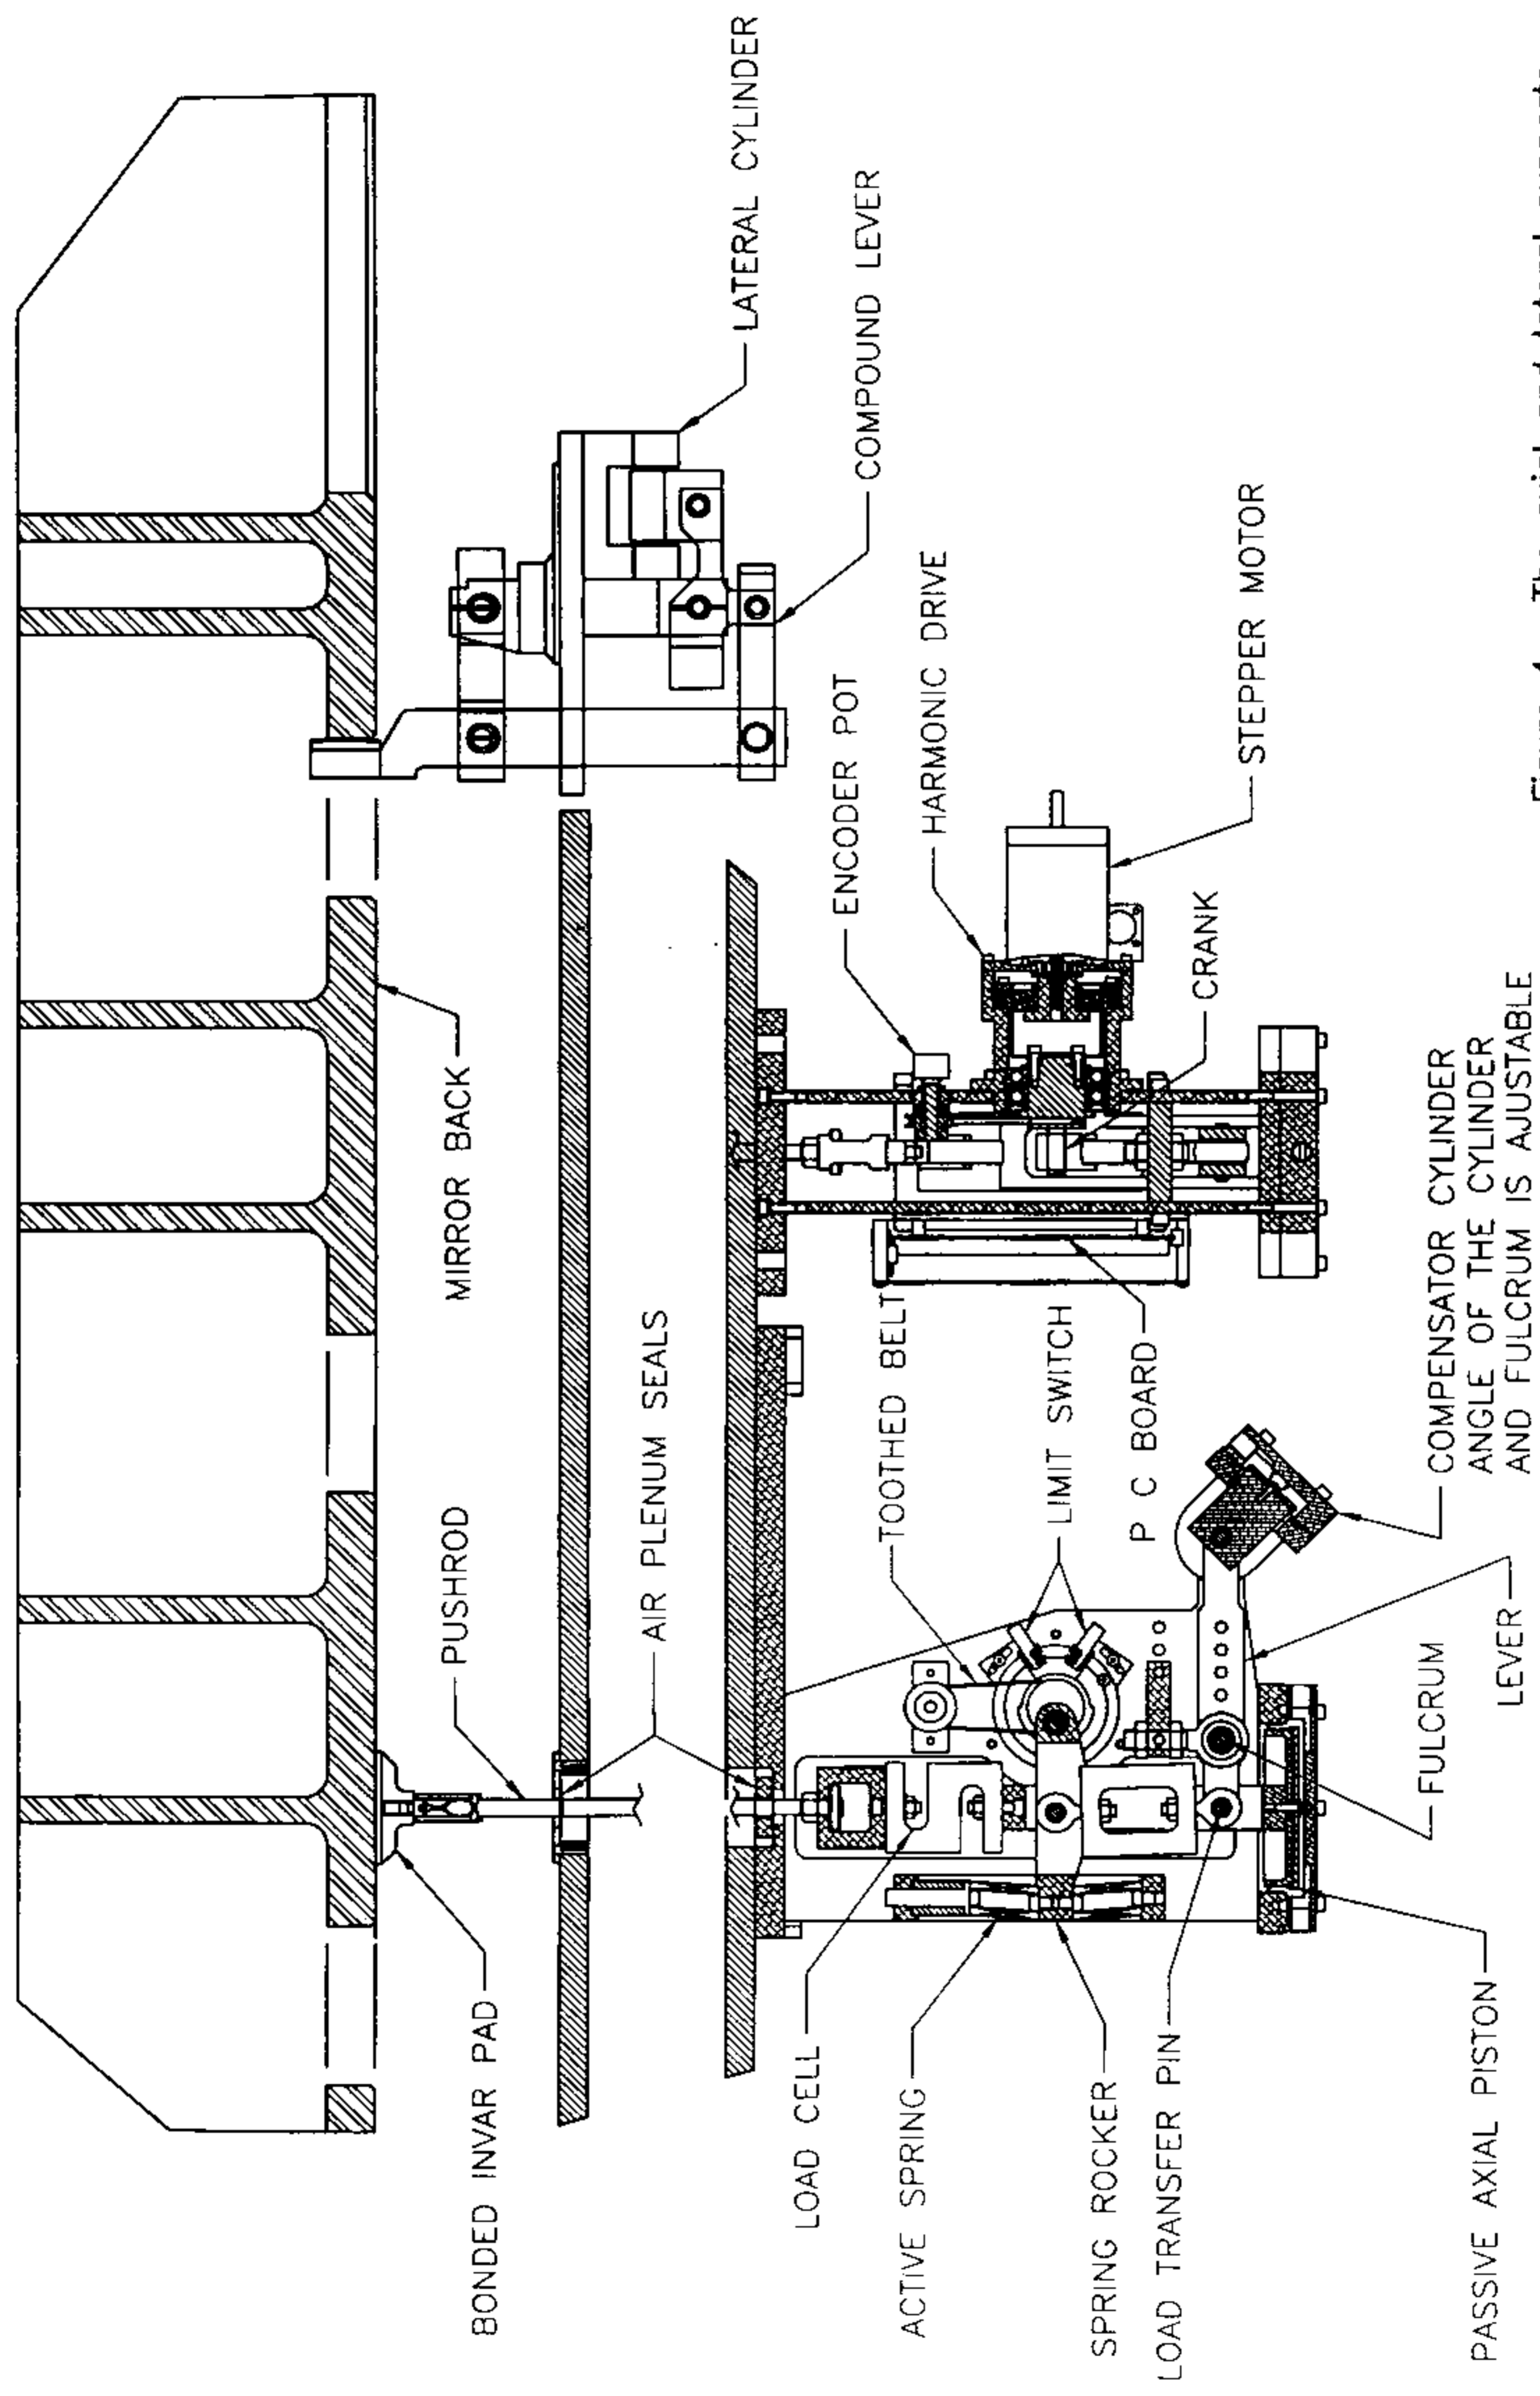 LATERAL CYLINDER
COMPOUND LEVER
STEPPER MOTOR
HARMONIC DRIVE
ENCODER POT
CRANK
MIRROR BACK
COMPENSATOR CYLINDER
ANGLE OF THE CYLINDER
AND FULCRUM IS AJUSTABLE
PUSHROD
AIR PLENUM SEALS
TOOTHED BELT
LIMIT SWITCH
P C BOARD
LEVER
FULCRUM
BONDED INVAR PAD
LOAD CELL
ACTIVE SPRING
SPRING ROCKER
LOAD TRANSFER PIN
PASSIVE AXIAL PISTON